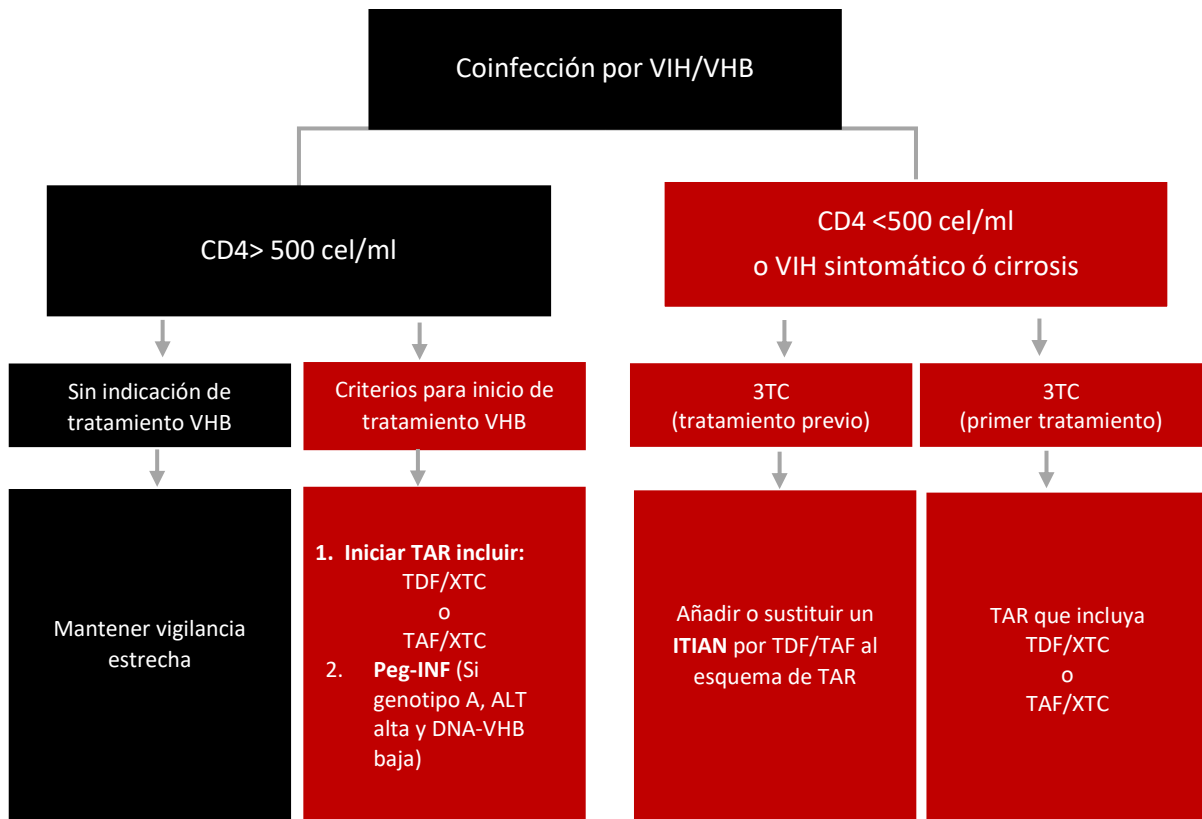 Coinfección por VIH/VHB
CD4> 500 cel/ml
CD4 <500 cel/ml
o VIH sintomático ó cirrosis
Sin indicación de
tratamiento VHB
Criterios para inicio de
tratamiento VHB
3TC
(tratamiento previo)
3TC
(primer tratamiento)
Mantener vigilancia
estrecha
1. Iniciar TAR incluir:
TDF/XTC
o
TAF/XTC
2. Peg-INF (Si
genotipo A, ALT
alta y DNA-VHB
baja)
Añadir o sustituir un
ITIAN por TDF/TAF al
esquema de TAR
TAR que incluya
TDF/XTC
o
TAF/XTC